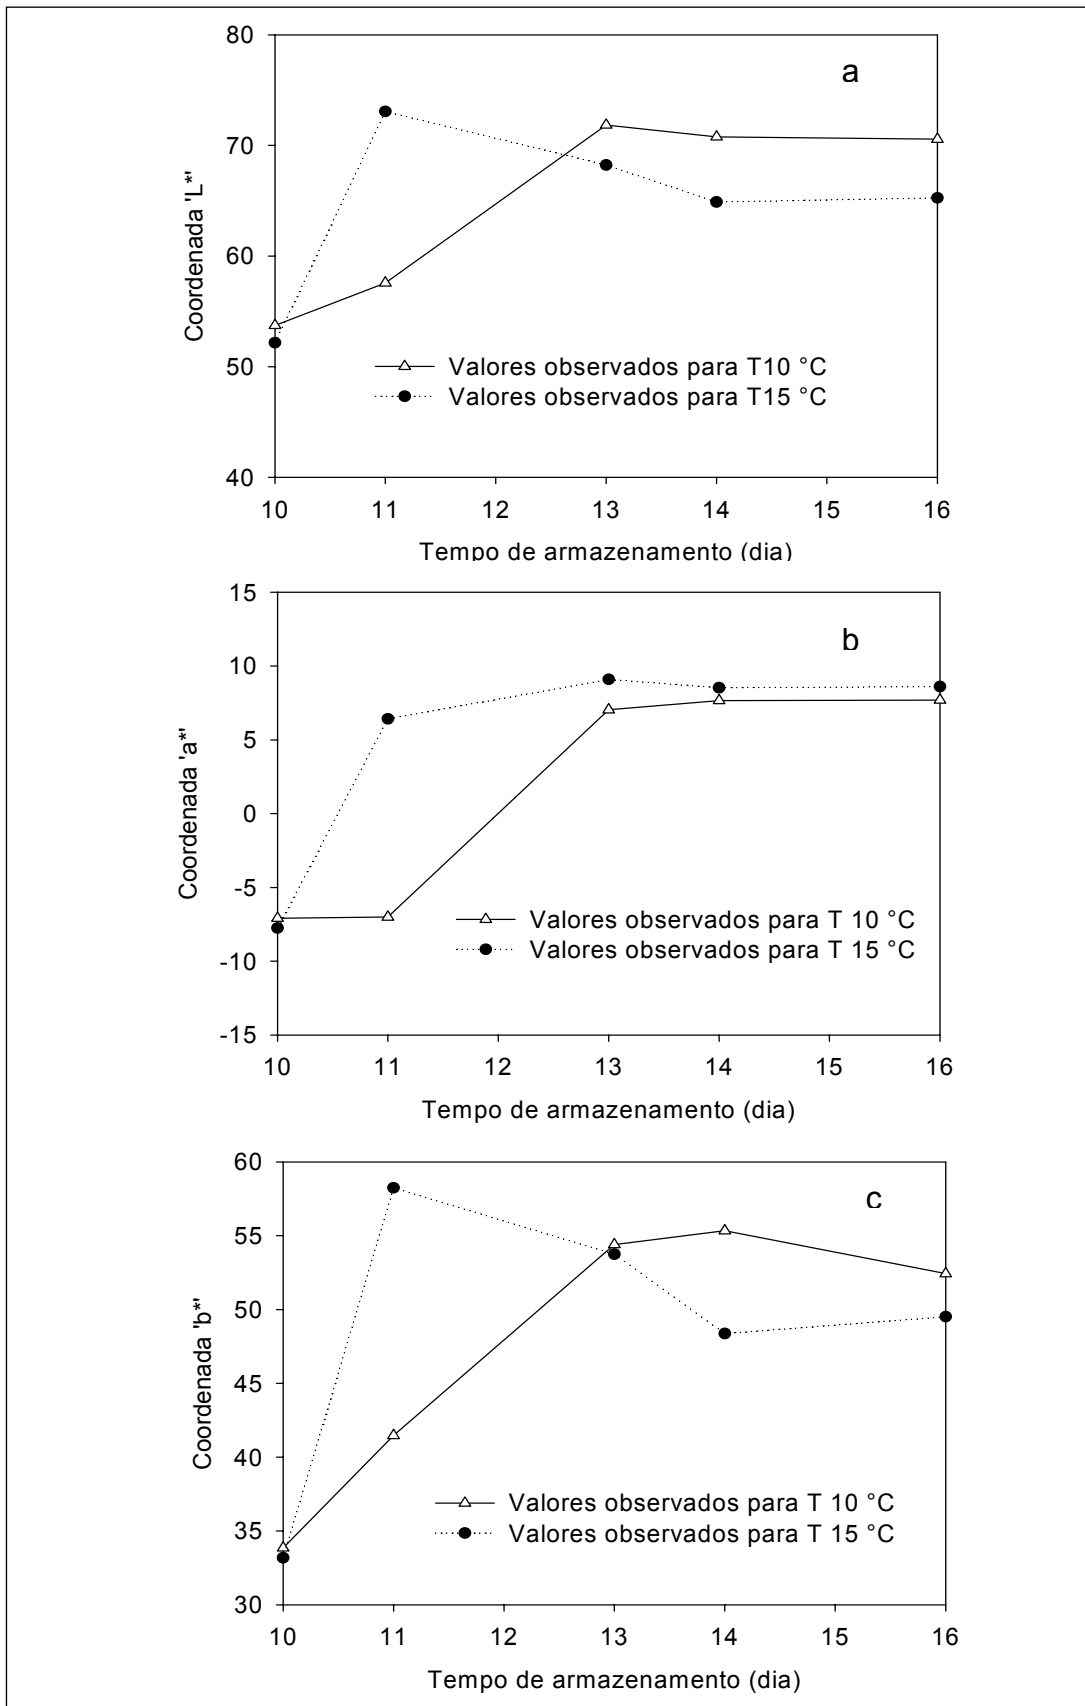 a
80
70
60
50
40
Coordenada 'L*'
Valores observados para T10 °C
Valores observados para T15 °C
10 11 12 13 14 15 16
Tempo de armazenamento (dia)
b
15
10
5
0
-5
-10
-15
Coordenada 'a*'
Valores observados para T 10 °C
Valores observados para T 15 °C
10 11 12 13 14 15 16
Tempo de armazenamento (dia)
c
60
55
50
45
40
35
30
Coordenada 'b*'
Valores observados para T 10 °C
Valores observados para T 15 °C
10 11 12 13 14 15 16
Tempo de armazenamento (dia)